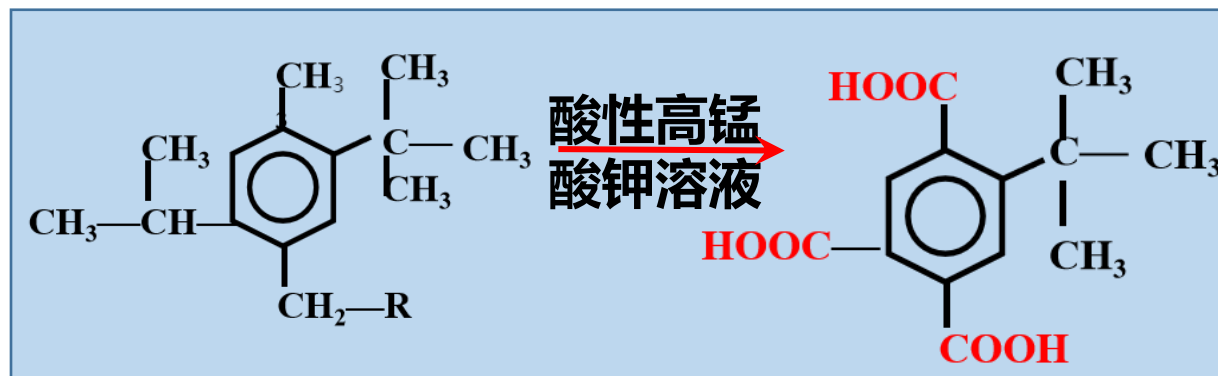 CH₃
3
CH₃
CH₃
C—CH₃
CH₃—CH
CH₃
CH₂—R
酸性高锰
酸钾溶液
HOOC
CH₃
C—CH₃
HOOC
CH₃
COOH